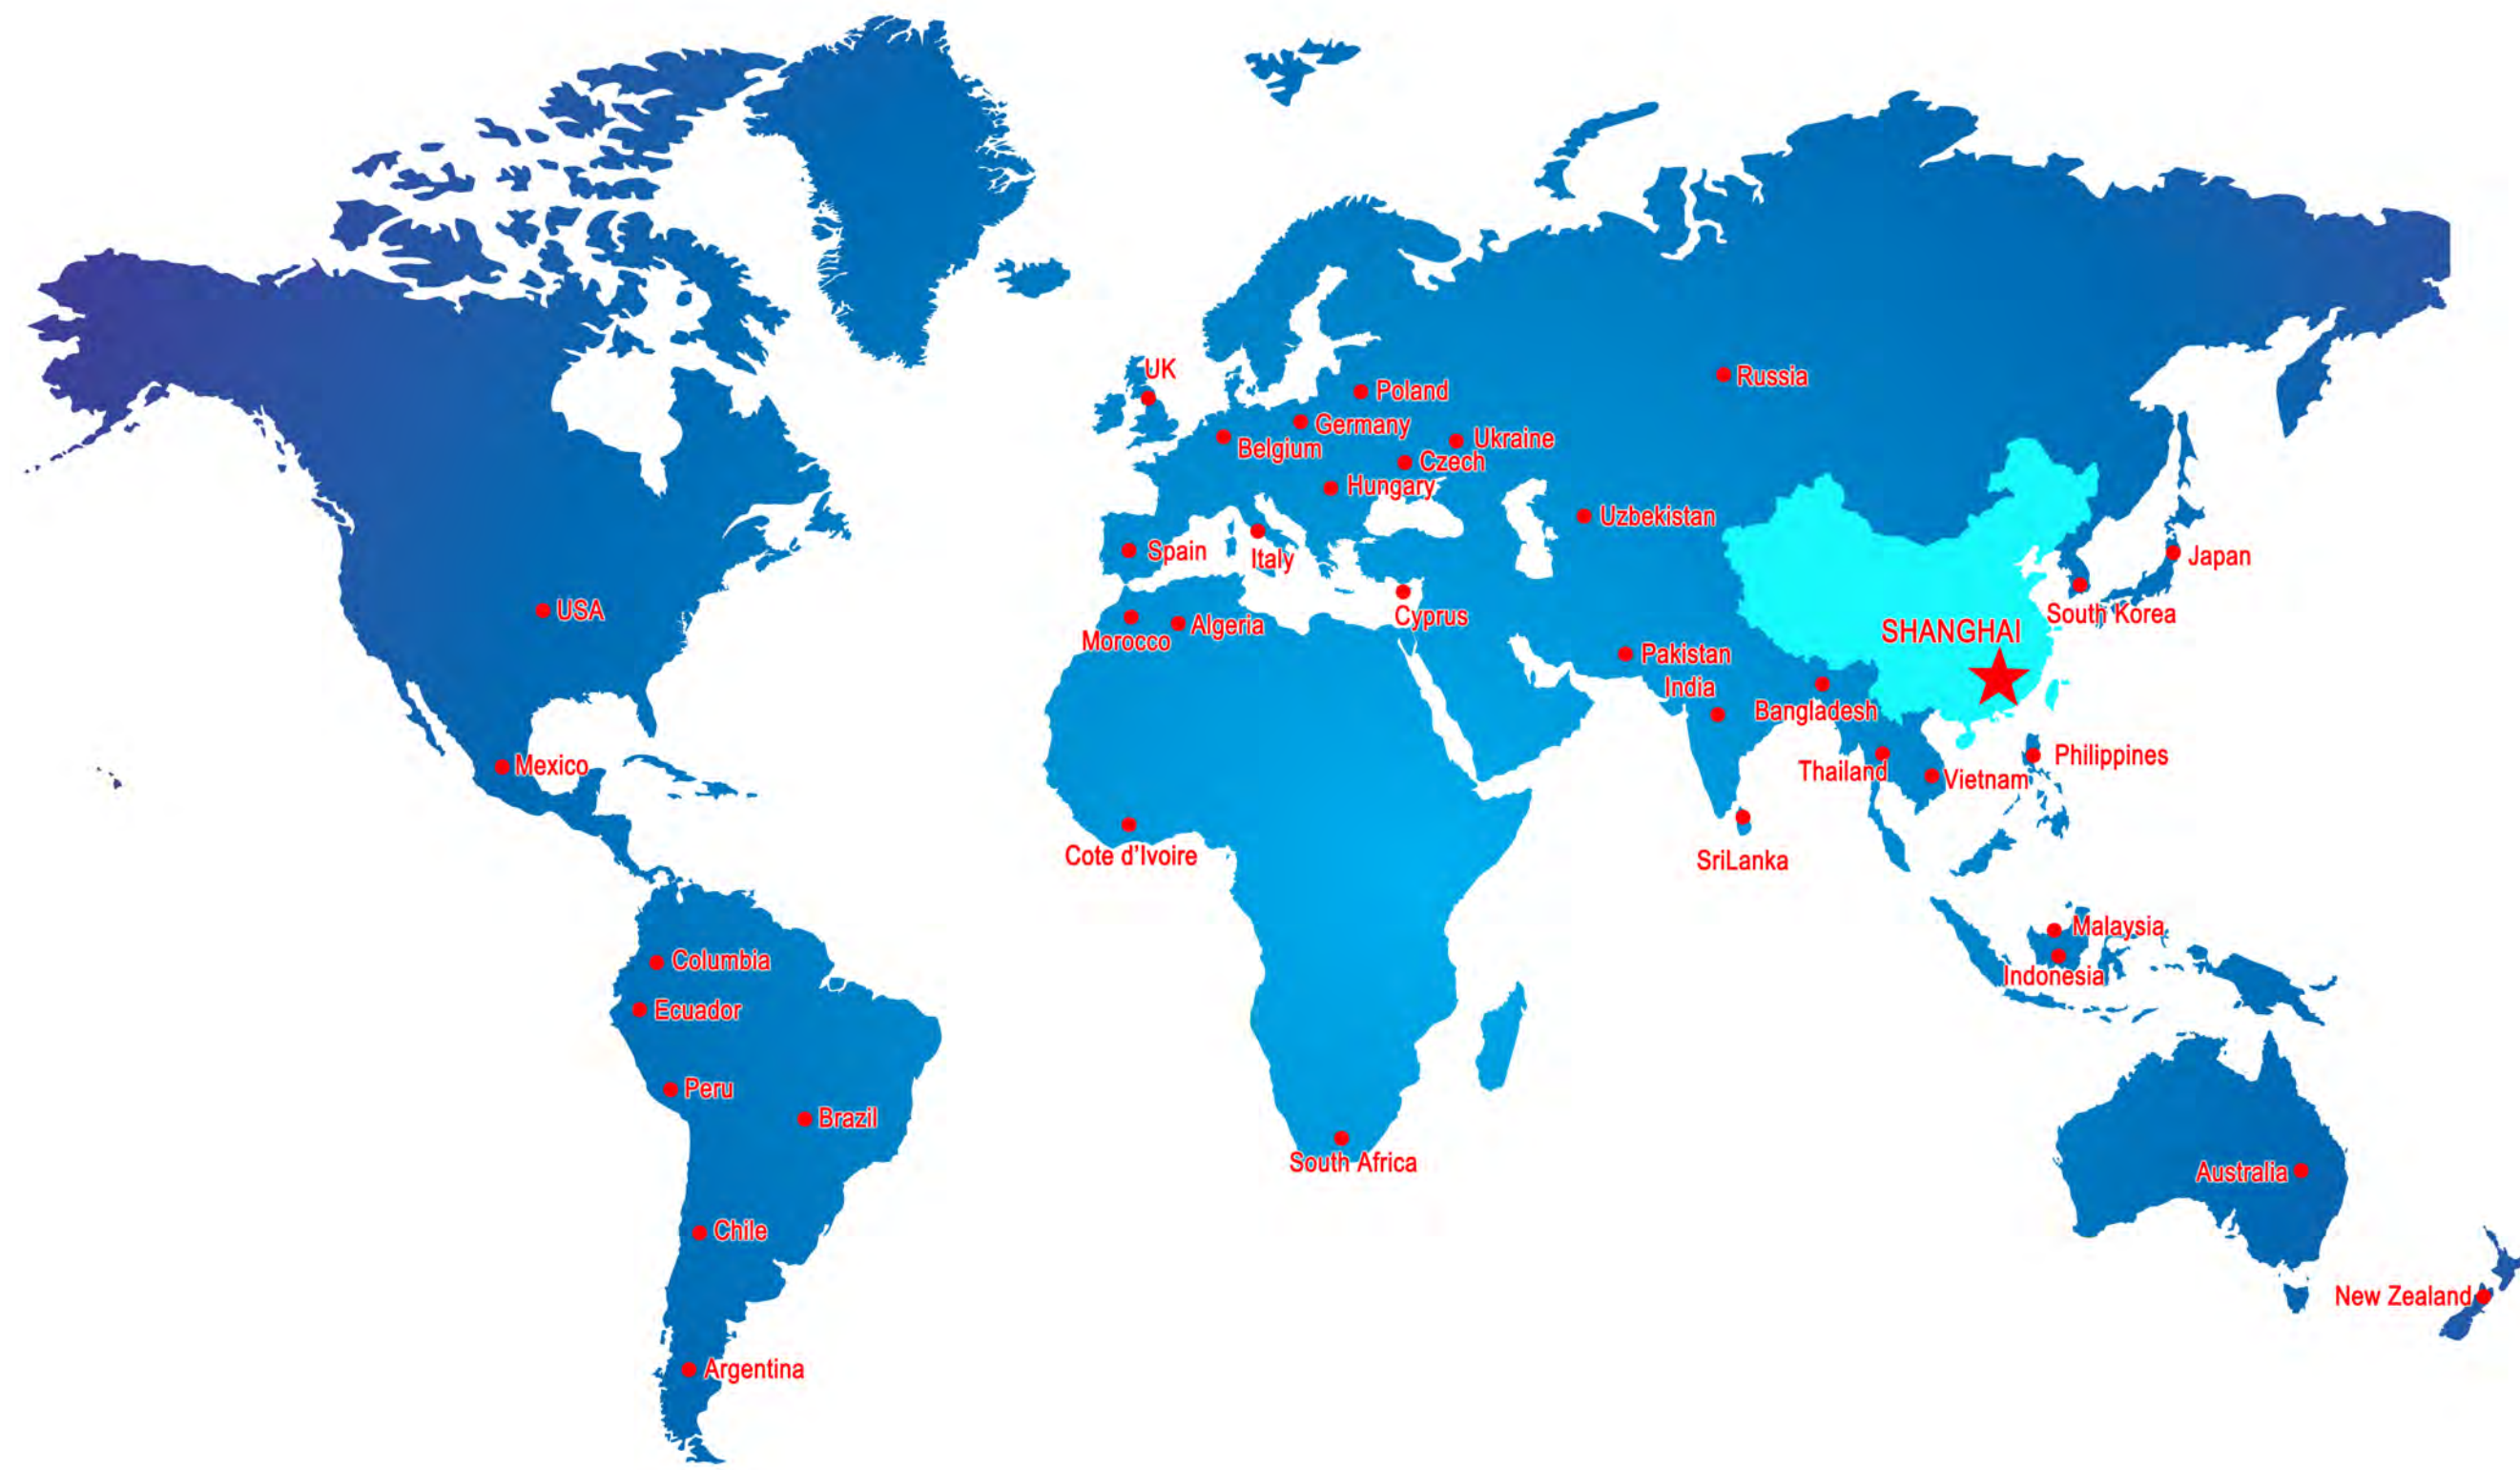 UK
Russia
Poland
Germany
Ukraine
Belgium
Czech
Hungary
Uzbekistan
Spain
Italy
Japan
USA
Cyprus
South Korea
Morocco
Algeria
SHANGHAI
Pakistan
India
Bangladesh
Mexico
Thailand
Vietnam
Philippines
Cote d'Ivoire
SriLanka
Malaysia
Columbia
Indonesia
Ecuador
Peru
Brazil
South Africa
Australia
Chile
New Zealand
Argentina